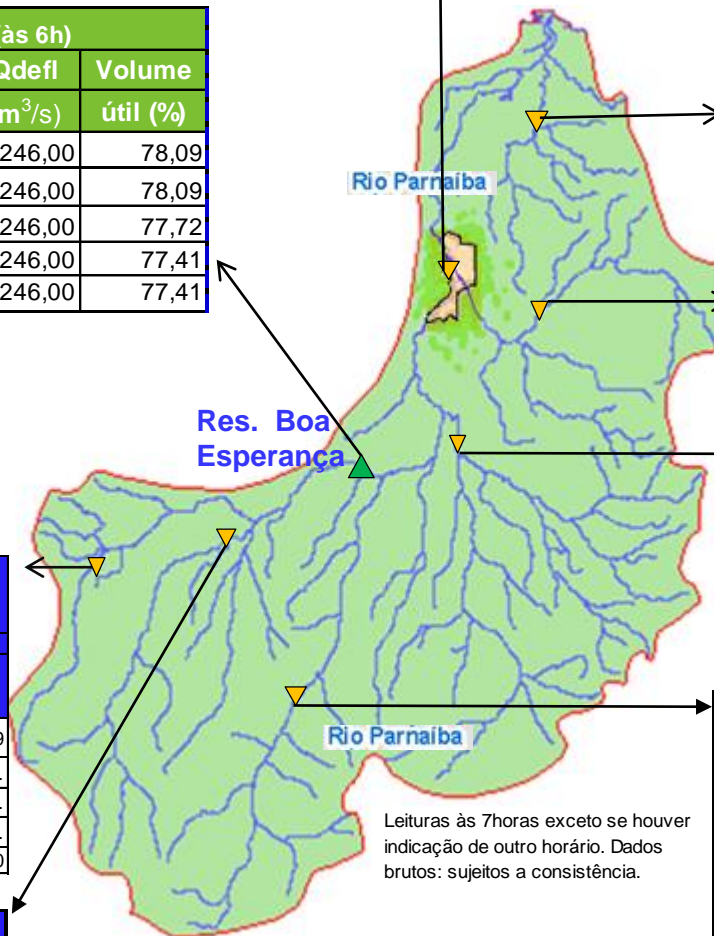 (às 6h)
Qdefl Volume
m³/s) útil (%)
246,00 78,09
246,00 78,09
246,00 77,72
246,00 77,41
246,00 77,41
Rio Parnaíba
Res. Boa
Esperança
Rio Parnaíba
Leituras às 7horas exceto se houver
indicação de outro horário. Dados
brutos: sujeitos a consistência.